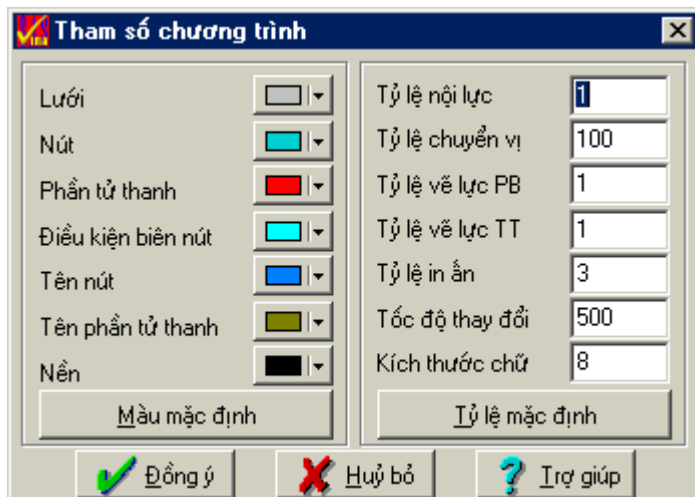 Tham số chương trình
Lưới
Nút
Phần tử thanh
Điều kiện biên nút
Tên nút
Tên phần tử thanh
Nền
Màu mặc định
Tỷ lệ nội lực 1
Tỷ lệ chuyển vị 100
Tỷ lệ vẽ lực PB 1
Tỷ lệ vẽ lực TT 1
Tỷ lệ in ấn 3
Tốc độ thay đổi 500
Kích thước chữ 8
Tỷ lệ mặc định
Đồng ý
Huỷ bỏ
Trợ giúp